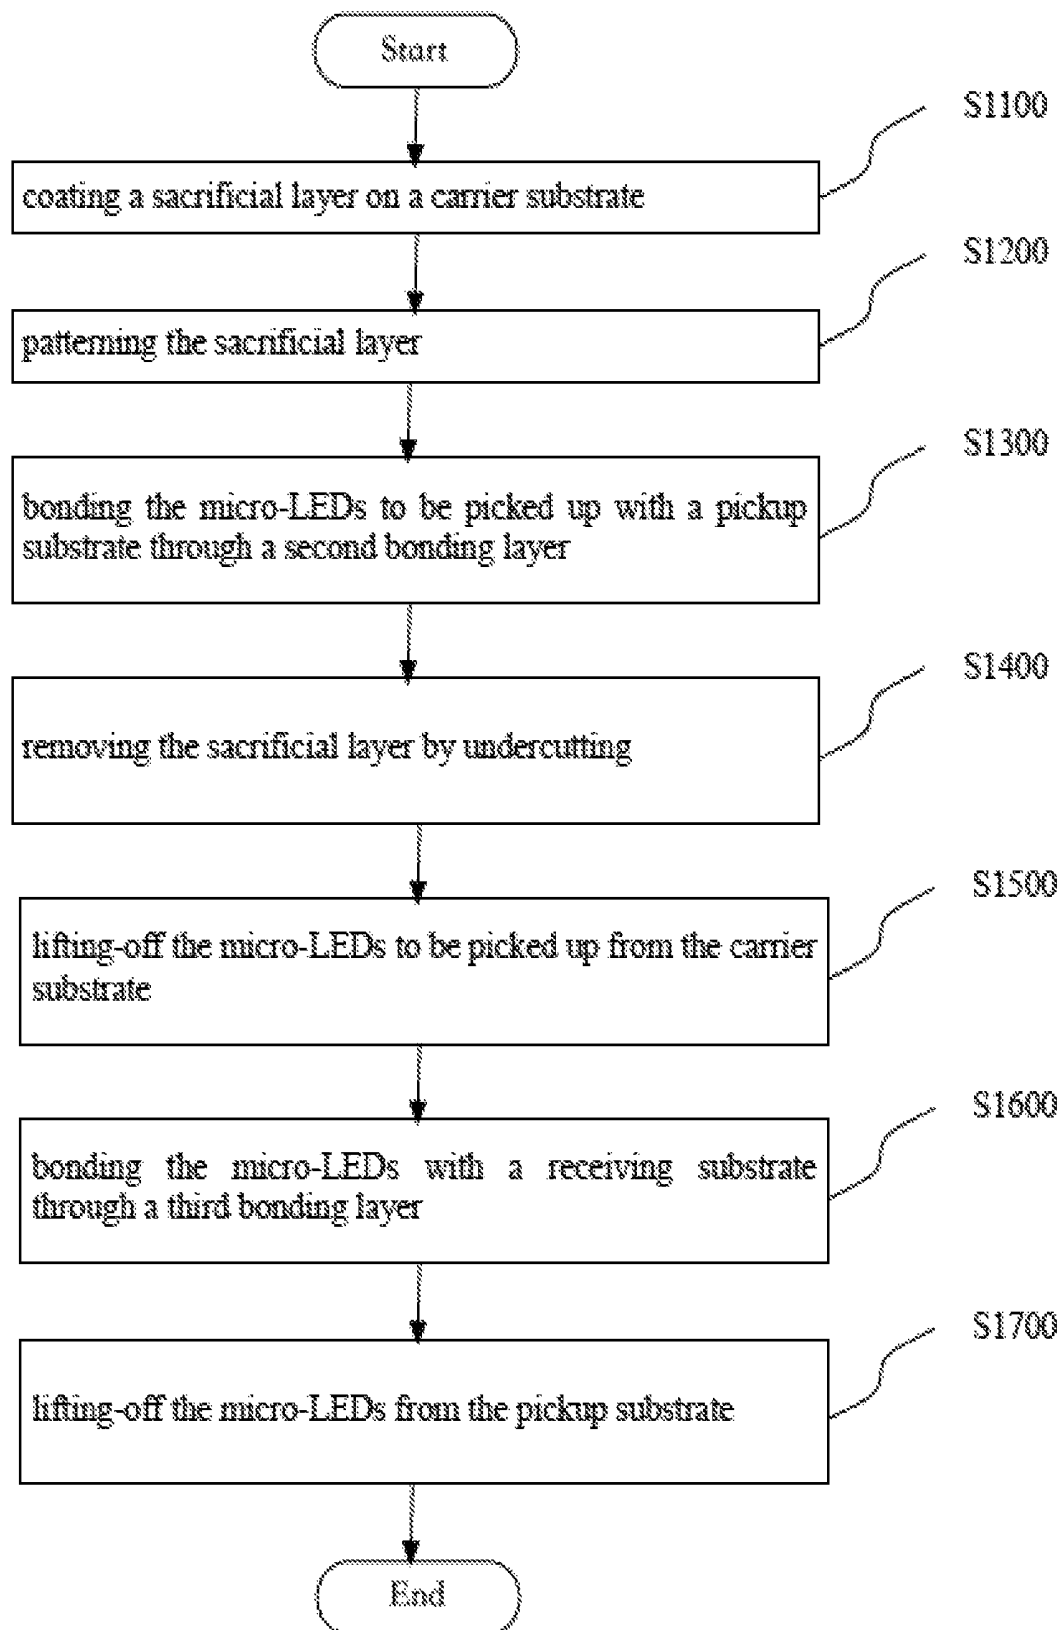 Start
S1100
coating a sacrificial layer on a carrier substrate
S1200
patterning the sacrificial layer
S1300
bonding the micro-LEDs to be picked up with a pickup
substrate through a second bonding layer
S1400
removing the sacrificial layer by undercutting
S1500
lifting-off the micro-LEDs to be picked up from the carrier
substrate
S1600
bonding the micro-LEDs with a receiving substrate
through a third bonding layer
S1700
lifting-off the micro-LEDs from the pickup substrate
End